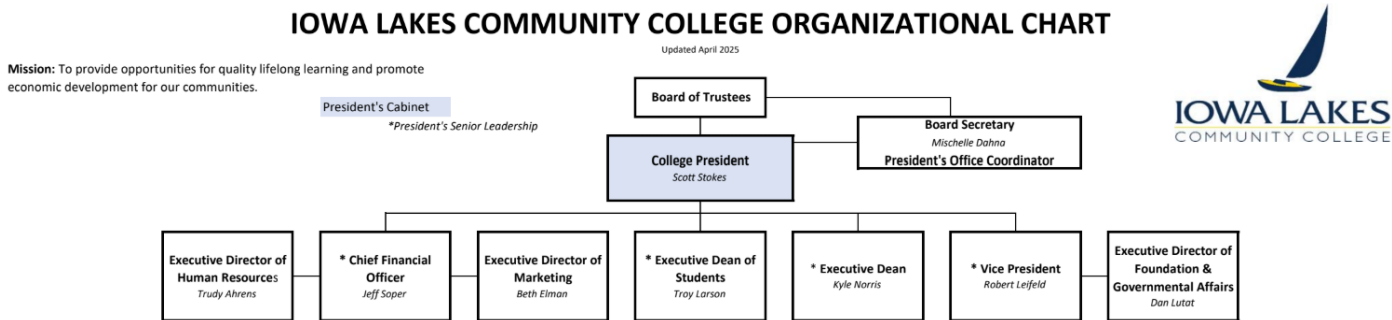 IOWA LAKES COMMUNITY COLLEGE ORGANIZATIONAL CHART
Updated April 2025
Mission: To provide opportunities for quality lifelong learning and promote
economic development for our communities.
President's Cabinet
*President's Senior Leadership
Board of Trustees
Board Secretary
Mischelle Dahna
President's Office Coordinator
IOWA LAKES
COMMUNITY COLLEGE
College President
Scott Stokes
Executive Director of
Human Resources
Trudy Ahrens
* Chief Financial
Officer
Jeff Soper
Executive Director of
Marketing
Beth Elman
* Executive Dean of
Students
Troy Larson
* Executive Dean
Kyle Norris
* Vice President
Robert Leifeld
Executive Director of
Foundation &
Governmental Affairs
Dan Lutat